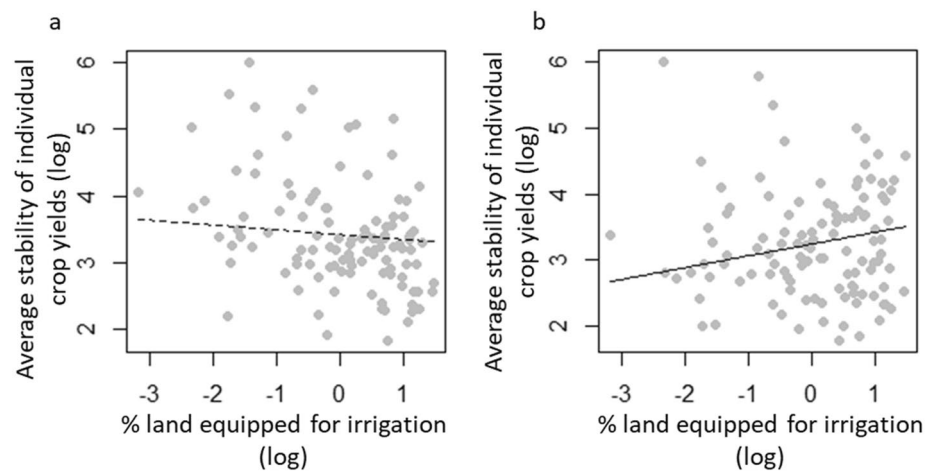 a
Average stability of individual
crop yields (log)
6
5
4
3
2
-3 -2 -1 0 1
% land equipped for irrigation
(log)
b
Average stability of individual
crop yields (log)
6
5
4
3
2
-3 -2 -1 0 1
% land equipped for irrigation
(log)